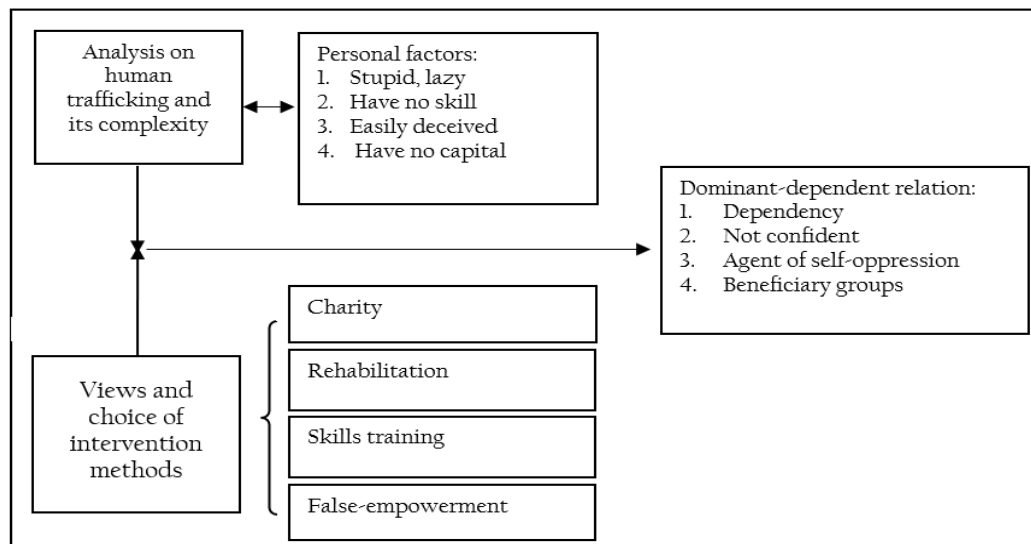 Analysis on
human
trafficking and
its complexity
Personal factors:
1. Stupid, lazy
2. Have no skill
3. Easily deceived
4. Have no capital
Dominant-dependent relation:
1. Dependency
2. Not confident
3. Agent of self-oppression
4. Beneficiary groups
Views and
choice of
intervention
methods
Charity
Rehabilitation
Skills training
False-empowerment